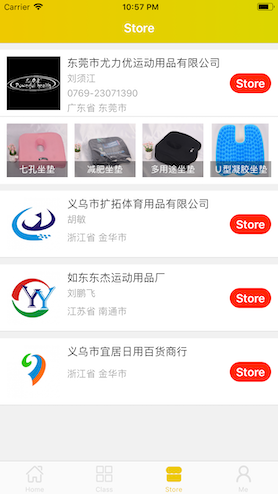 Carrier 10:57 PM
Store
东莞市尤力优运动用品有限公司
刘须江
0769-23071390
广东省 东莞市
Store
Powerful health
七孔坐垫 减肥坐垫 多用途坐垫 U型凝胶坐垫
义乌市扩拓体育用品有限公司
胡敏
浙江省 金华市
Store
如东东杰运动用品厂
刘鹏飞
江苏省 南通市
Store
YY
义乌市宜居日用百货商行
浙江省 金华市
Store
Home Class Store Me